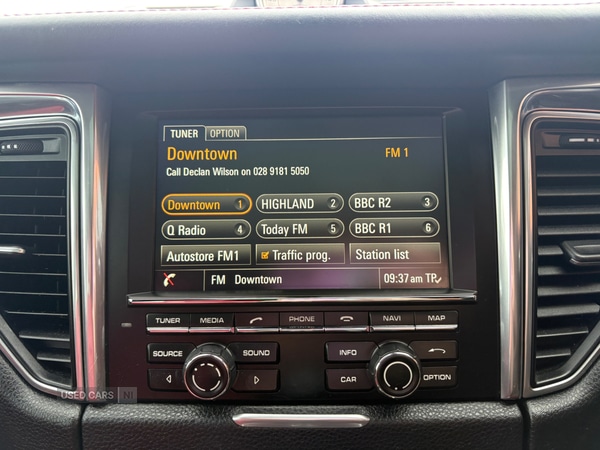 TUNER OPTION
Downtown FM 1
Call Declan Wilson on 028 9181 5050
Downtown 1 HIGHLAND 2 BBC R2 3
Q Radio 4 Today FM 5 BBC R1 6
Autostore FM1 Traffic prog. Station list
FM Downtown 09:37 am TP
TUNER MEDIA PHONE NAVI MAP
SOURCE SOUND INFO
CAR OPTION
USED CARS NI